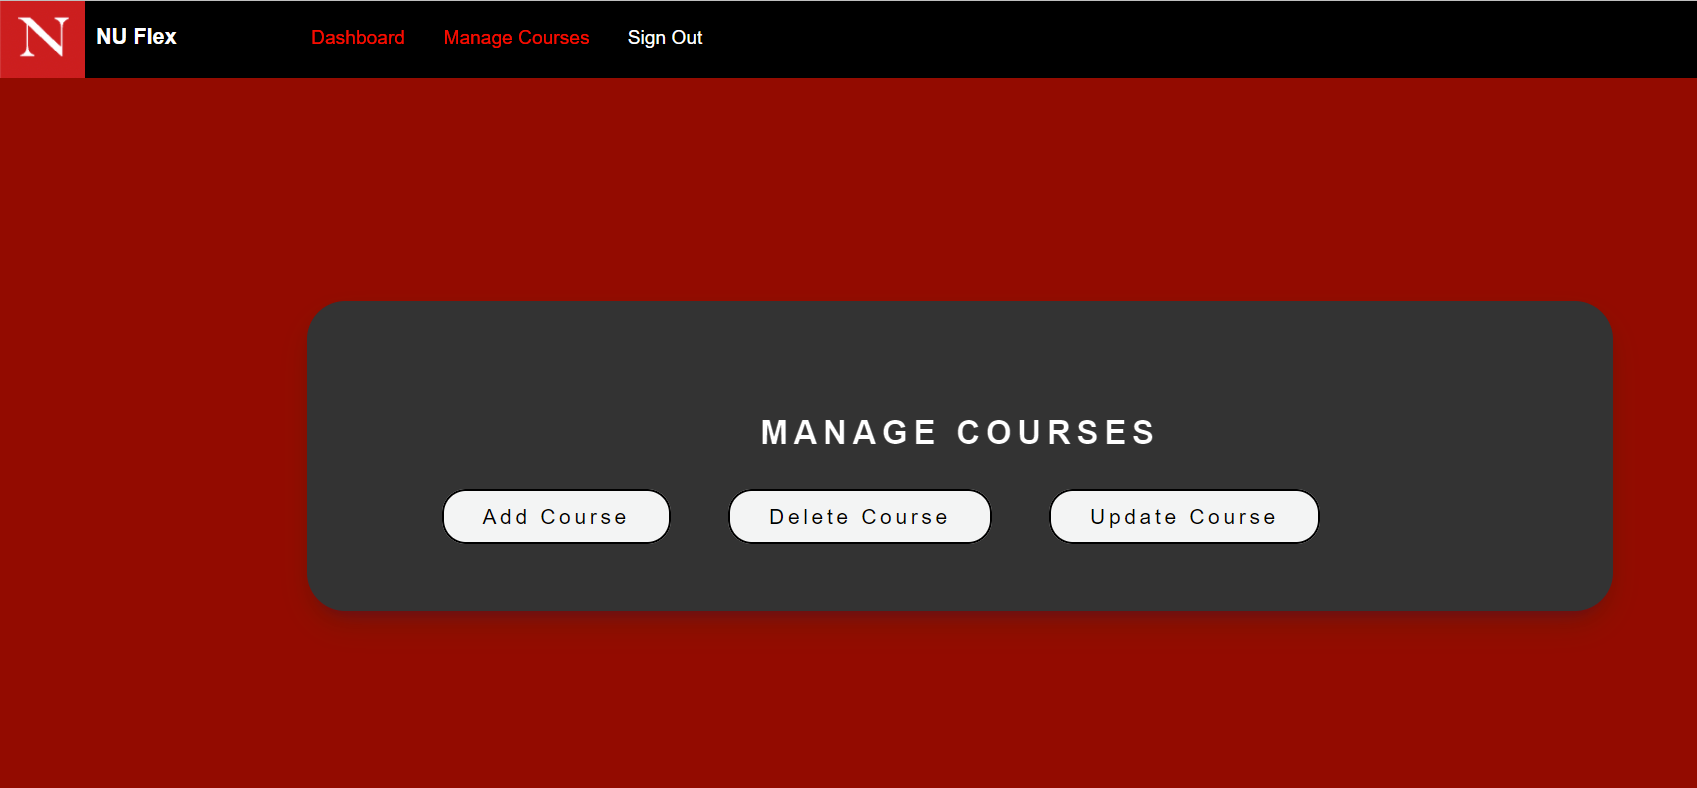 N NU Flex Dashboard Manage Courses Sign Out
MANAGE COURSES
Add Course Delete Course Update Course